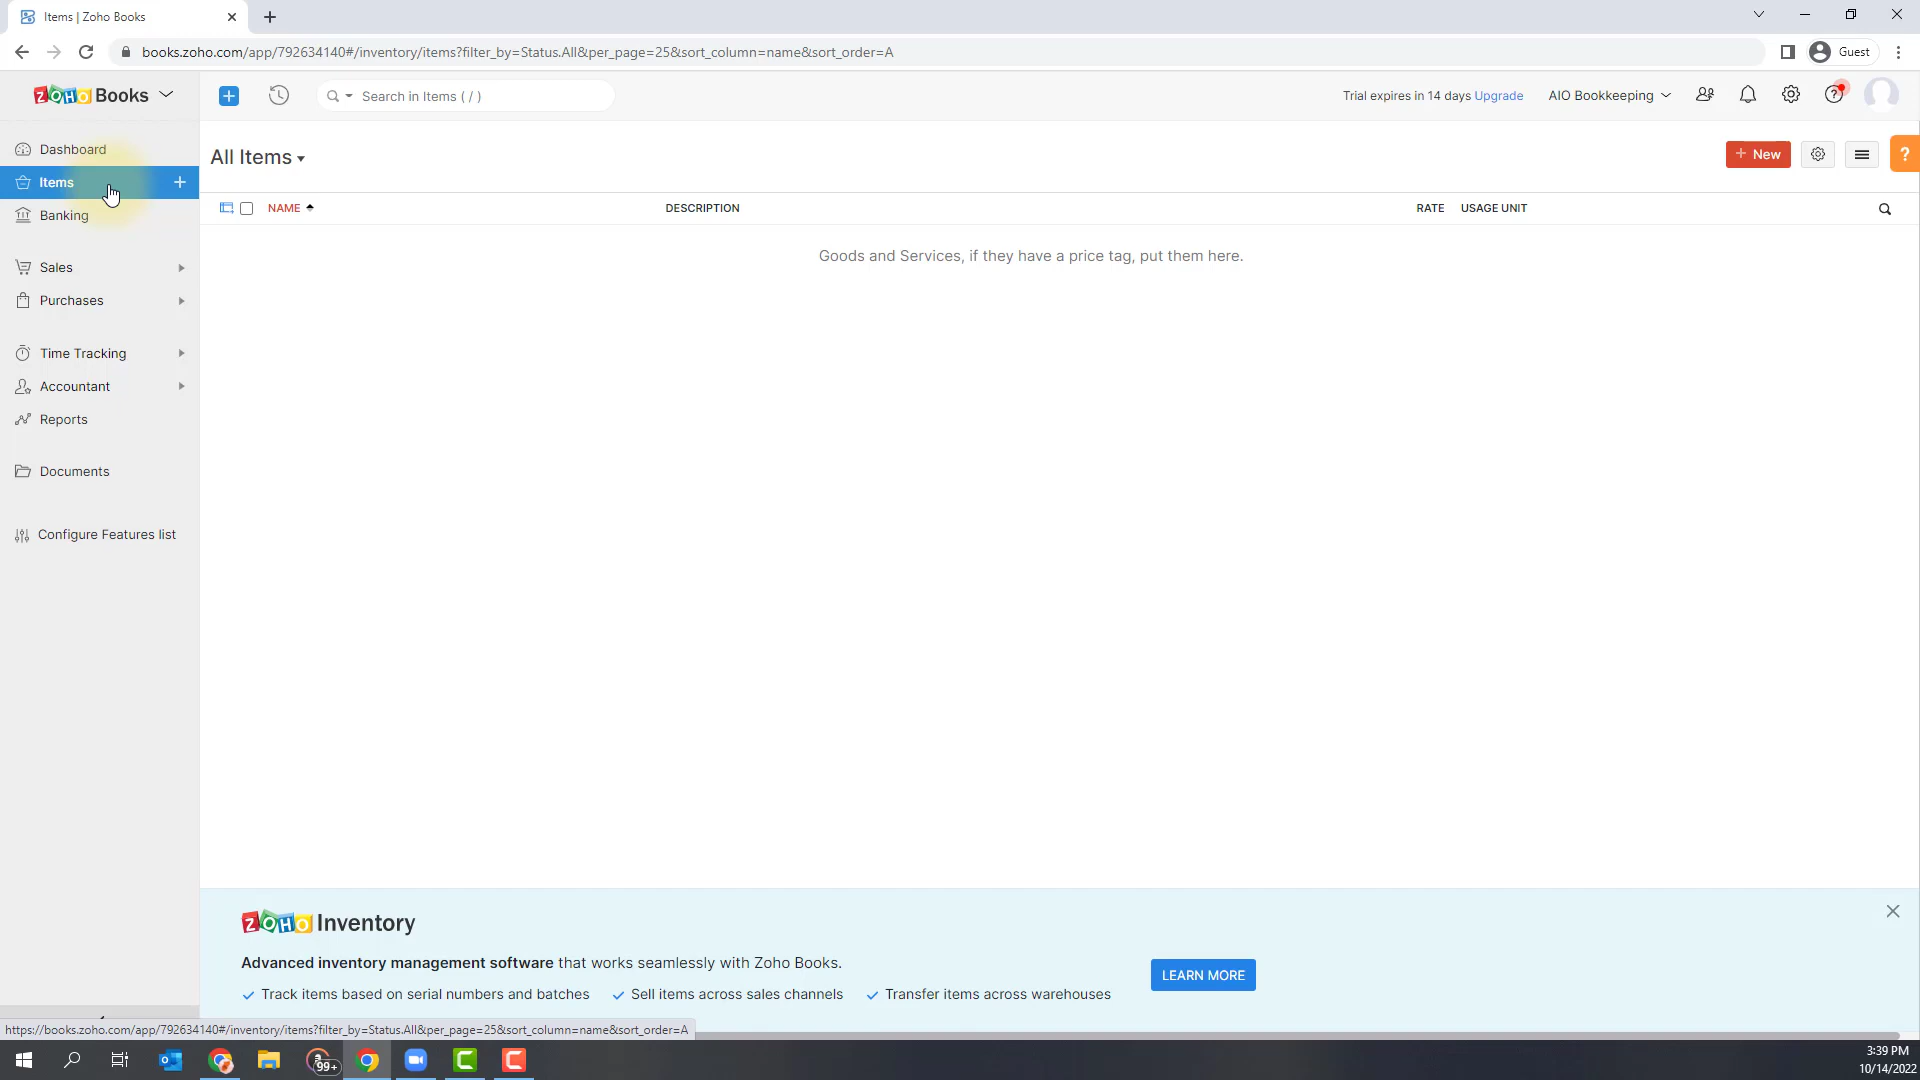 Items | Zoho Books
books.zoho.com/app/792634140#/inventory/items?filter_by=Status.All&per_page=25&sort_column=name&sort_order=A
Guest
ZOHO Books
Search in Items ( / )
Trial expires in 14 days Upgrade
AIO Bookkeeping
Dashboard
Items
Banking
Sales
Purchases
Time Tracking
Accountant
Reports
Documents
Configure Features list
All Items
+ New
?
NAME DESCRIPTION RATE USAGE UNIT
Goods and Services, if they have a price tag, put them here.
ZOHO Inventory
Advanced inventory management software that works seamlessly with Zoho Books.
Track items based on serial numbers and batches Sell items across sales channels Transfer items across warehouses
LEARN MORE
https://books.zoho.com/app/792634140#/inventory/items?filter_by=Status.All&per_page=25&sort_column=name&sort_order=A
99+
3:39 PM
10/14/2022